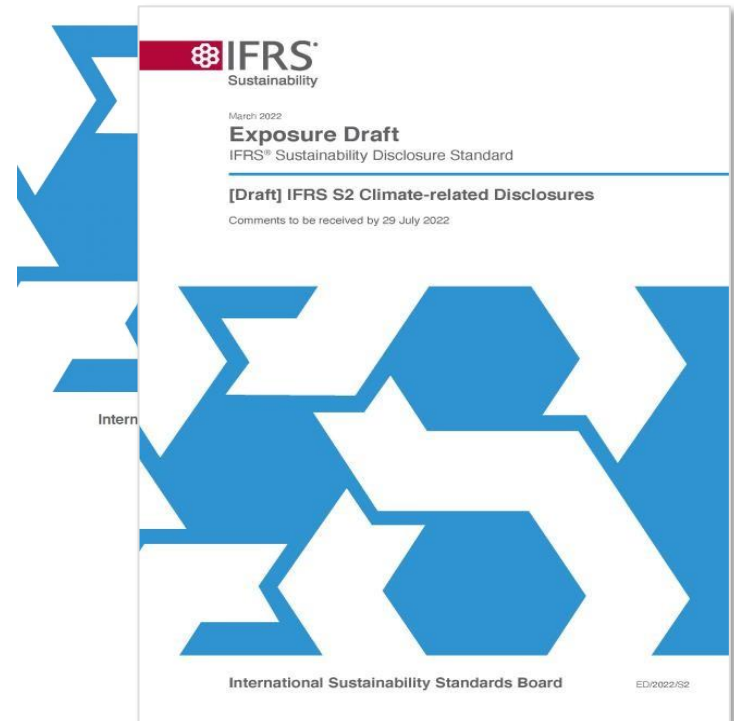 IFRS
Sustainability
March 2022
Exposure Draft
IFRS® Sustainability Disclosure Standard
[Draft] IFRS S2 Climate-related Disclosures
Comments to be received by 29 July 2022
Intern
International Sustainability Standards Board
ED/2022/S2